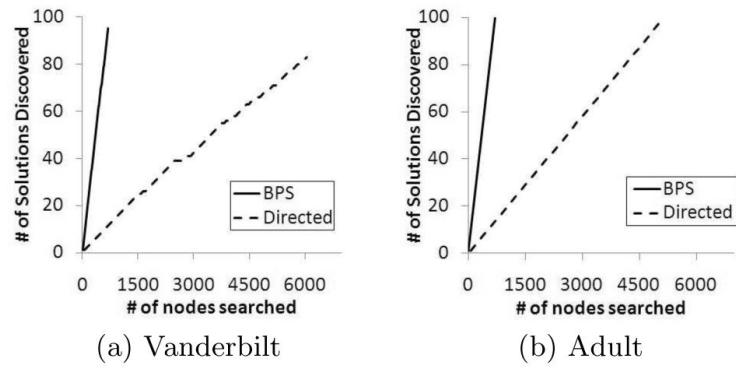 # of Solutions Discovered
100
80
60
40
20
0
BPS
Directed
0 1500 3000 4500 6000
# of nodes searched
(a) Vanderbilt
# of Solutions Discovered
100
80
60
40
20
0
BPS
Directed
0 1500 3000 4500 6000
# of nodes searched
(b) Adult